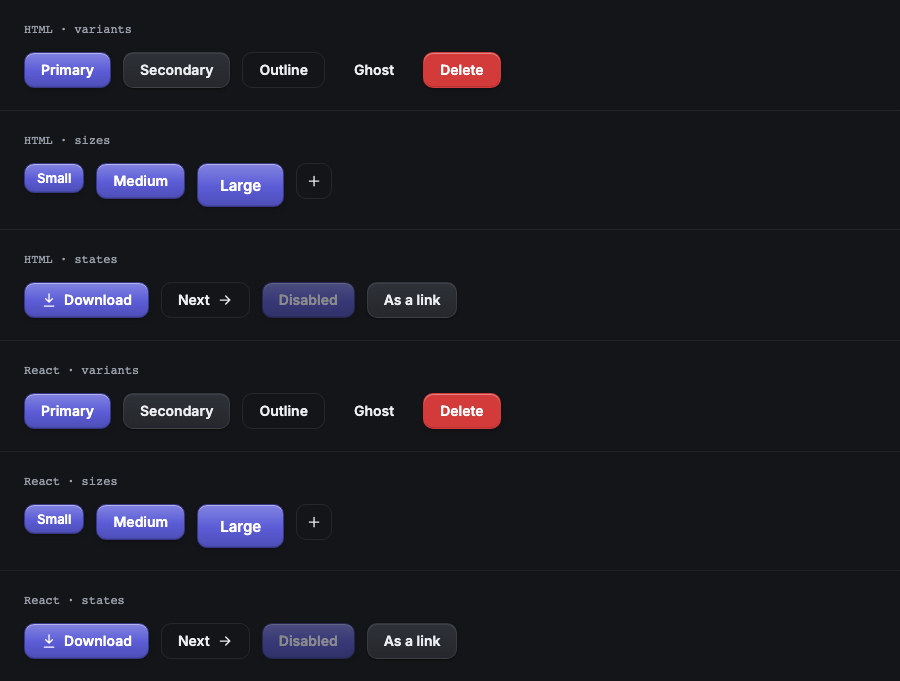 HTML · variants
Primary Secondary Outline Ghost Delete
HTML · sizes
Small Medium Large +
HTML · states
Download Next → Disabled As a link
React · variants
Primary Secondary Outline Ghost Delete
React · sizes
Small Medium Large +
React · states
Download Next → Disabled As a link